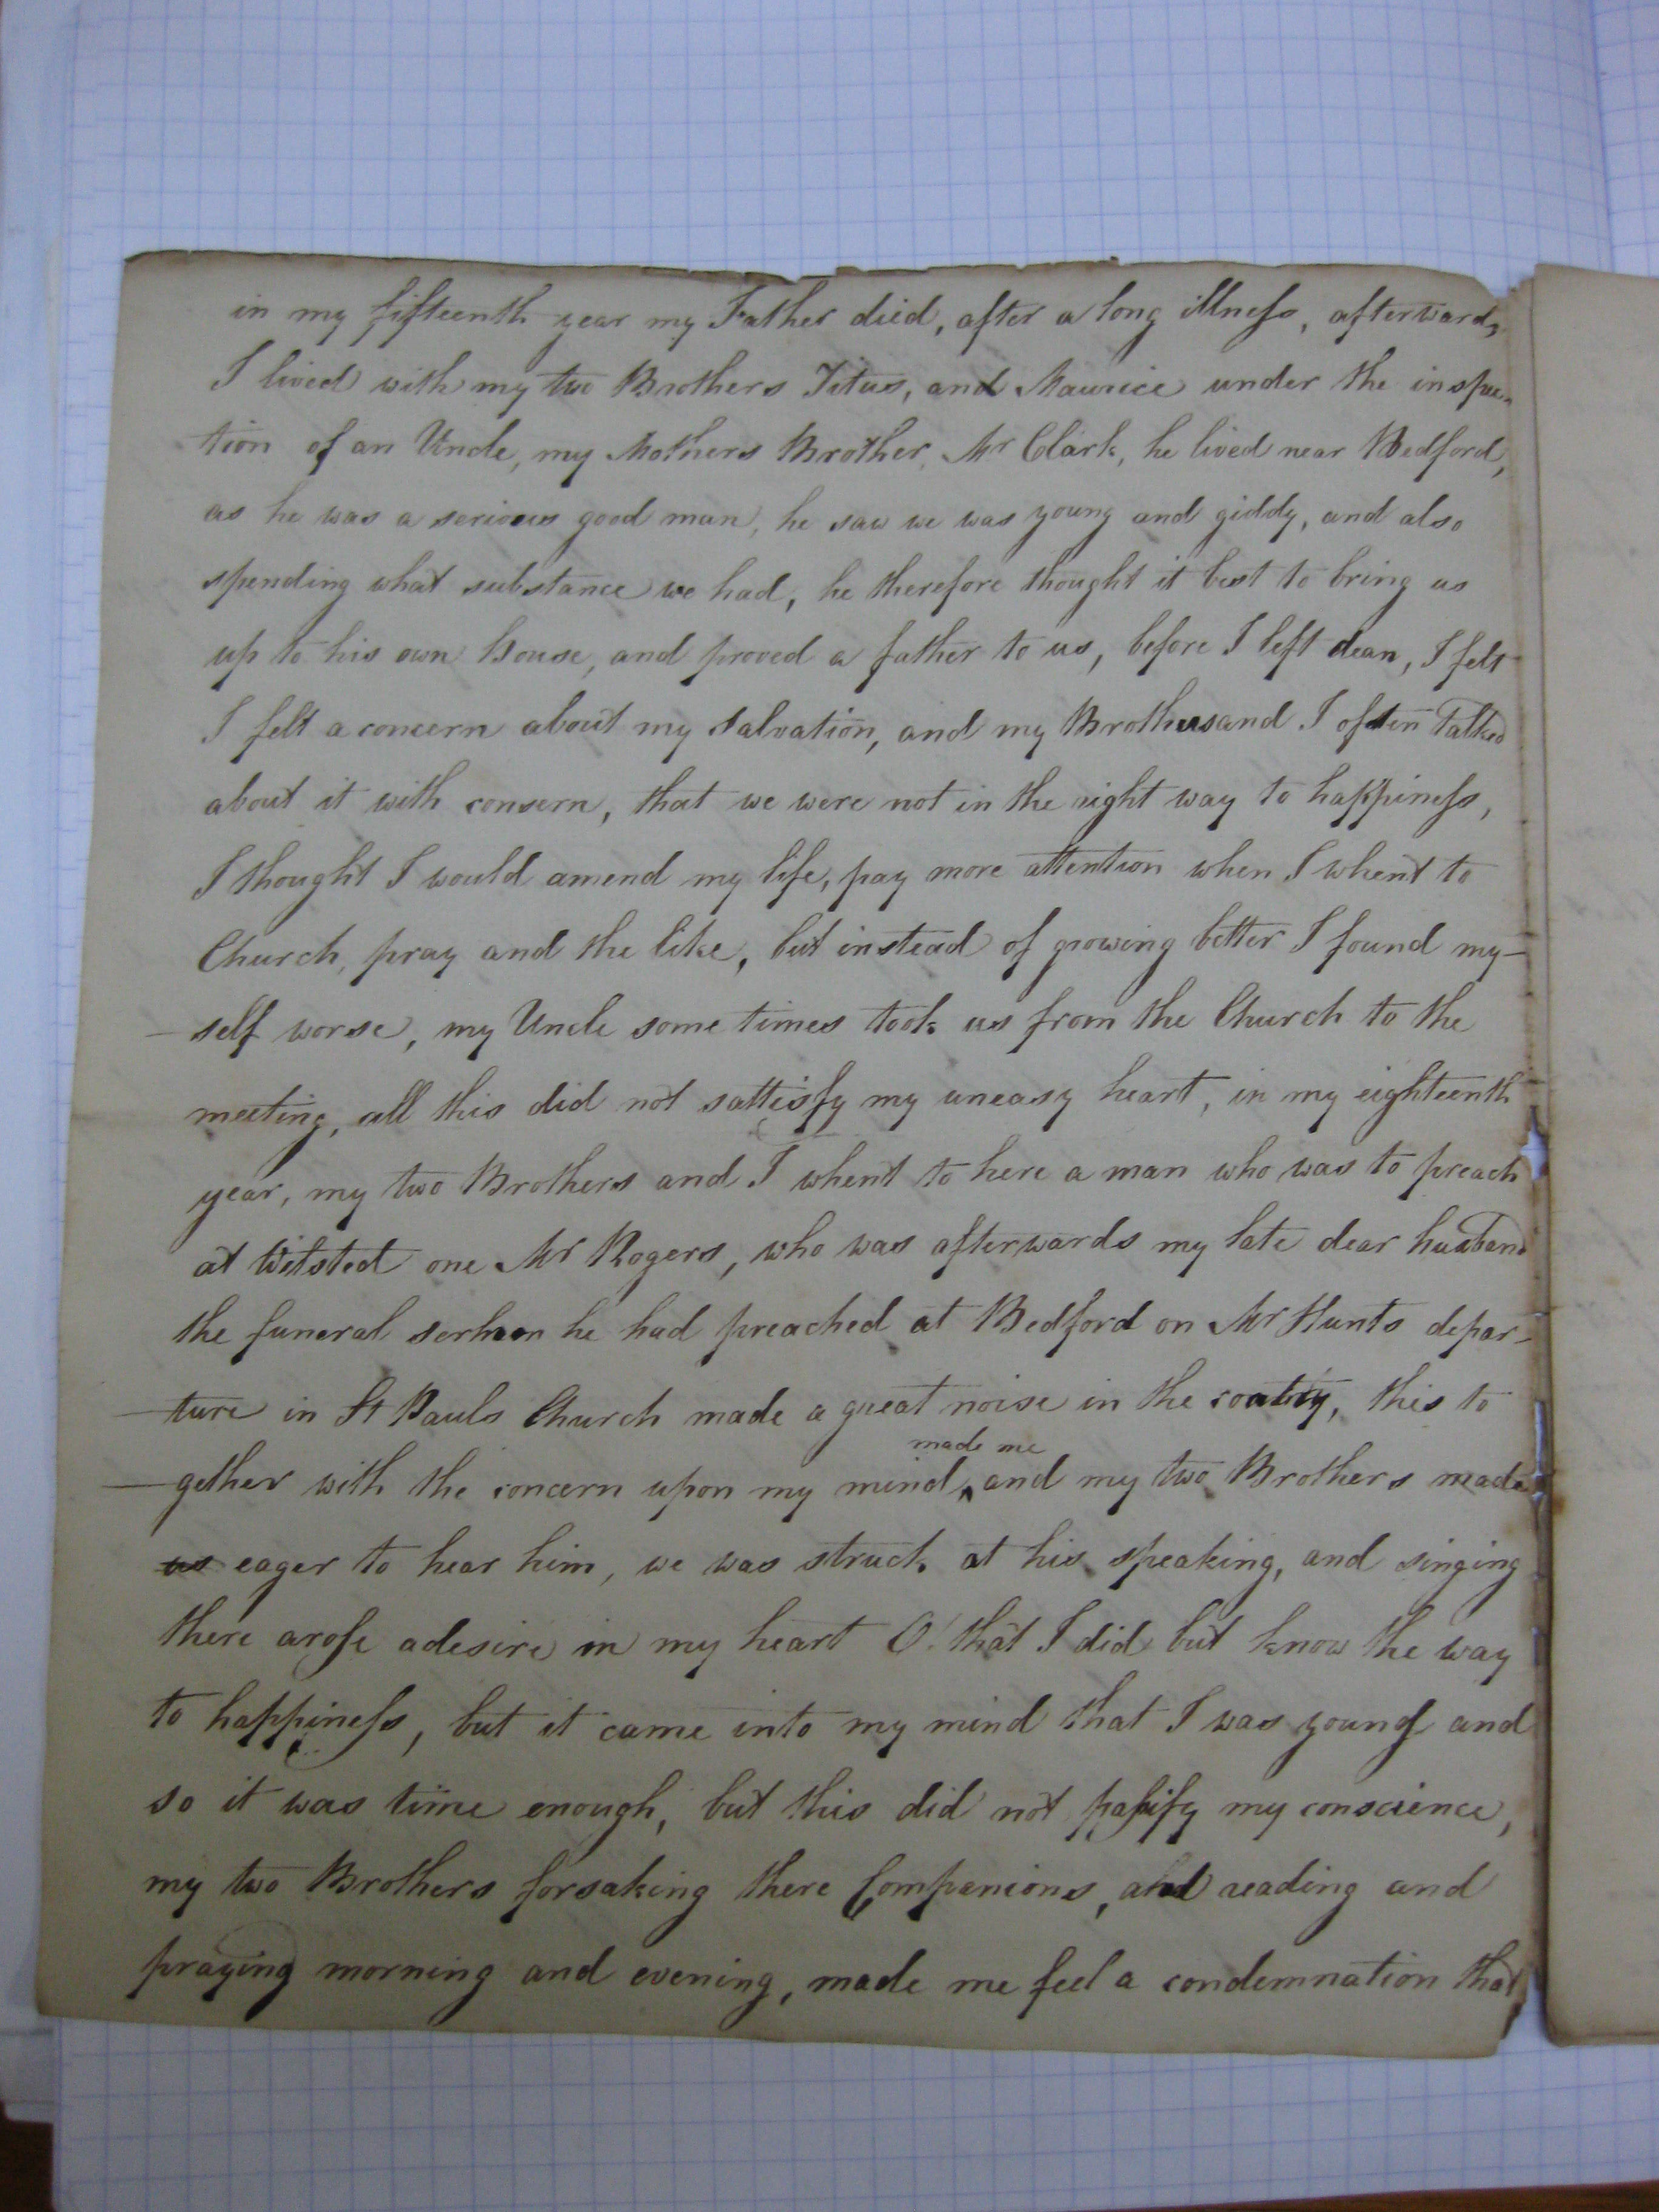 in my fifteenth year my Father died, after a long illness, afterwards
I lived with my two Brothers Titus, and Maurice under the inspec-
tion of an Uncle, my Mothers Brother, Mr Clark, he lived near Bedford,
as he was a serious good man, he saw we was young and giddy, and also
spending what substance we had, he therefore thought it best to bring us
up to his own house, and proved a father to us, before I left dean, I felt
I felt a concern about my salvation, and my Brothers and I often talked
about it with consern, that we were not in the right way to happiness,
I thought I would amend my life, pay more attention when I whent to
Church, pray and the like, but instead of growing better I found my-
-self worse, my Uncle some times took us from the Church to the
meeting, all this did not sattisfy my uneasy heart, in my eighteenth
year, my two Brothers and I whent to here a man who was to preach
at Wilsted one Mr Rogers, who was afterwards my late dear husband
the funeral sermon he had preached at Bedford on Mr Hunts depar-
-ture in St Pauls Church made a great noise in the this to
made me
-gether with the concern upon my mind, and my two Brothers made
us eager to hear him, we was struck at his speaking, and singing
there arose a desire in my heart O! that I did but know the way
to happiness, but it came into my mind that I was young and
so it was time enough, but this did not passify my conscience,
my two Brothers forsaking there Companions, and reading and
praying morning and evening, made me feel a condemnation that